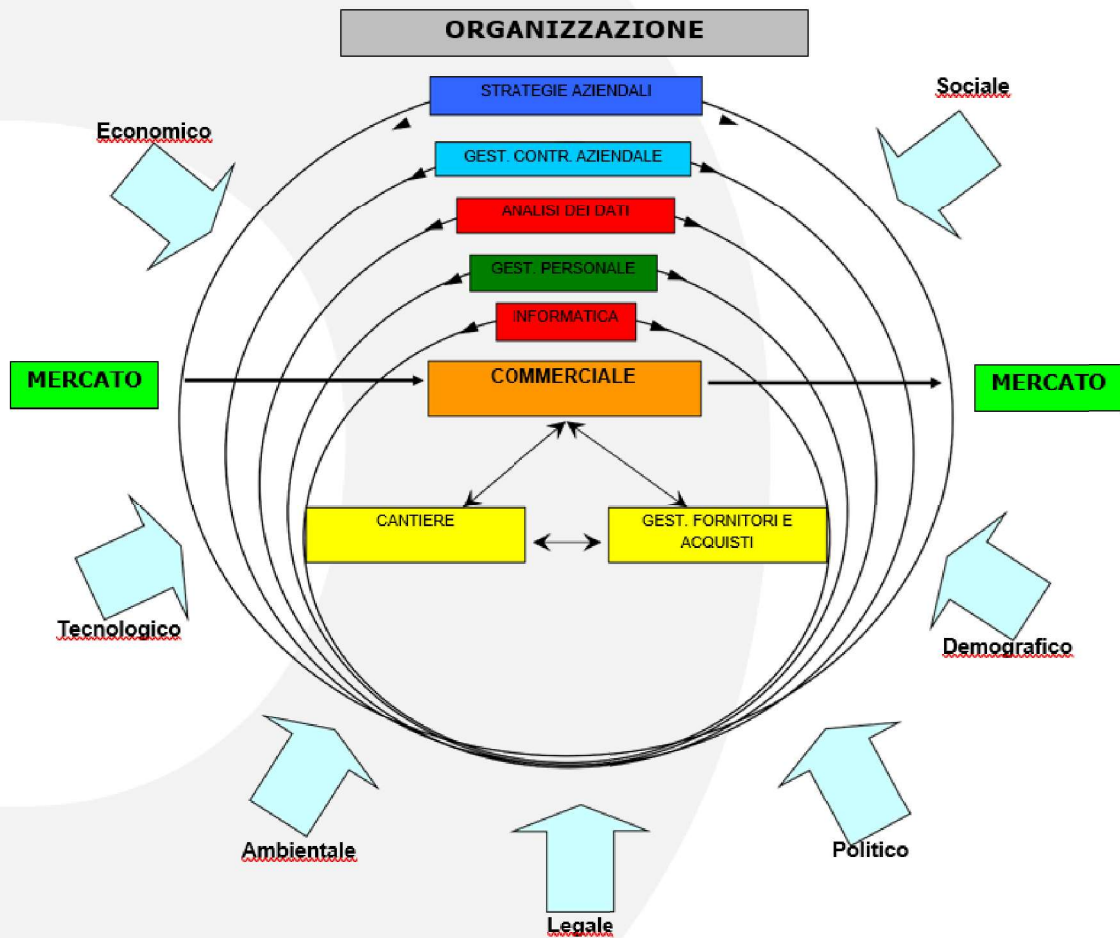 ORGANIZZAZIONE
STRATEGIE AZIENDALI
Sociale
Economico
GEST. CONTR. AZIENDALE
ANALISI DEI DATI
GEST. PERSONALE
INFORMATICA
MERCATO
COMMERCIALE
MERCATO
CANTIERE
GEST. FORNITORI E
ACQUISTI
Tecnologico
Demografico
Ambientale
Politico
Legale